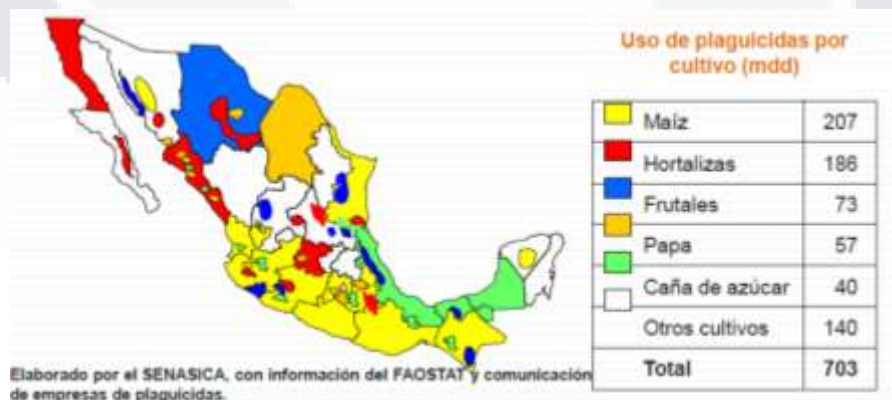 Uso de plaguicidas por
cultivo (mdd)
Maíz 207
Hortalizas 186
Frutales 73
Papa 57
Caña de azúcar 40
Otros cultivos 140
Total 703
Elaborado por el SENASICA, con información del FAOSTAT y comunicación
de empresas de plaguicidas.